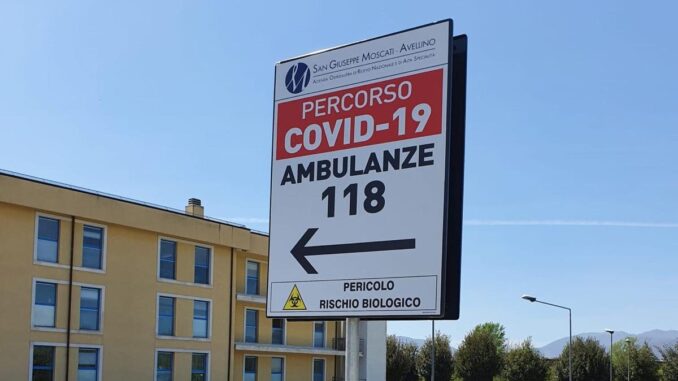 San Giuseppe Moscati - Avellino
Azienda Ospedaliera di Rilievo Nazionale e di Alta Specialità
PERCORSO
COVID-19
AMBULANZE
118
PERICOLO
RISCHIO BIOLOGICO